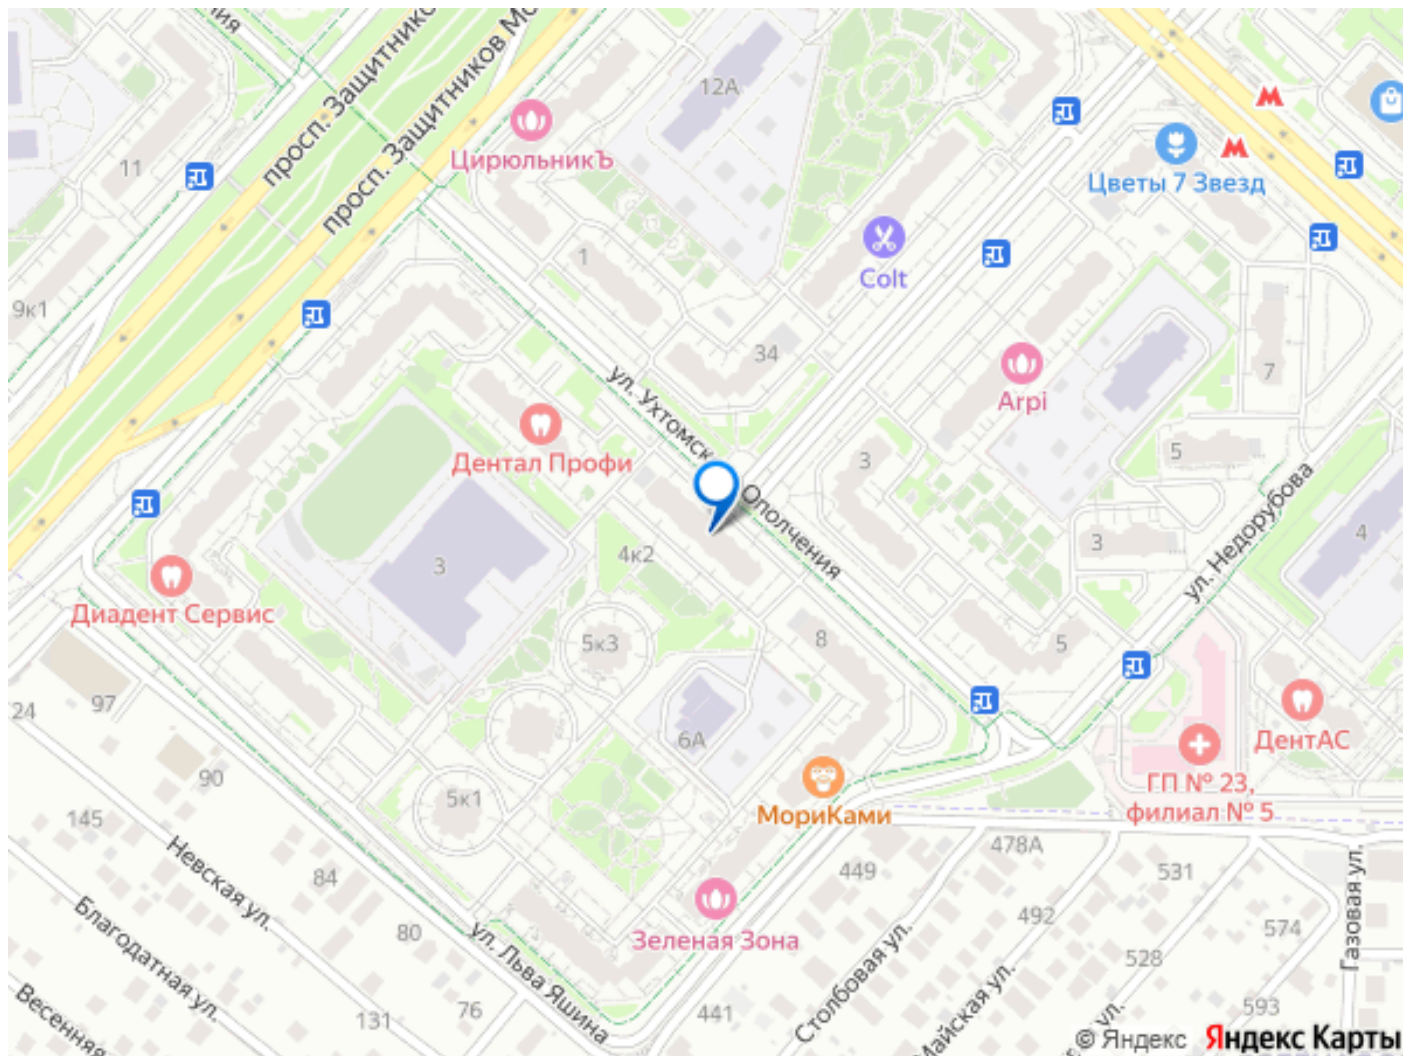 ния
просп. Защитников
просп. Защитников Мо
12А
11
ЦирюльникЪ
Цветы 7 Звезд
1
Colt
9к1
34
7
Arpi
ул. Ухтомск
Ополчения
3
5
Дентал Профи
ул. Недорубова
4
3
4к2
3
Диадент Сервис
5к3
8
5
97
24
6А
ДентАС
ГП № 23,
филиал № 5
90
5к1
МориКами
145
Невская ул.
478А
449
531
84
Газовая ул.
492
Благодатная ул.
80
ул. Льва Яшина
Зеленая Зона
574
Столбовая ул.
528
Майская ул.
Весенняя
76
131
441
593
ул.
© Яндекс Яндекс Карты